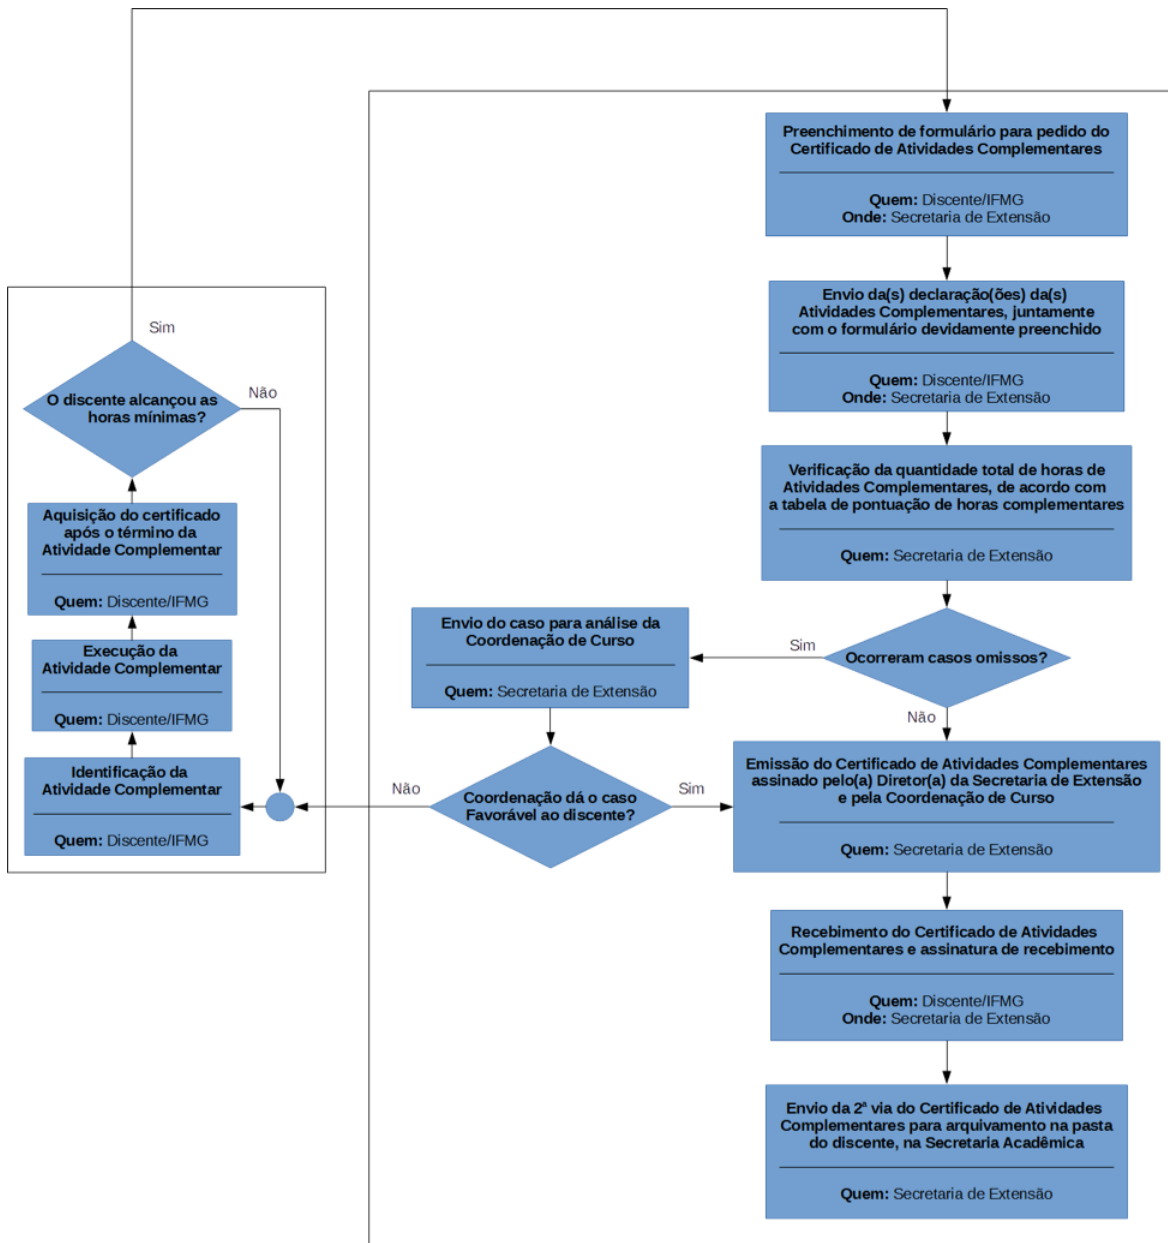 Preenchimento de formulário para pedido do
Certificado de Atividades Complementares
Quem: Discente/IFMG
Onde: Secretaria de Extensão
Envio da(s) declaração(ões) da(s)
Atividades Complementares, juntamente
com o formulário devidamente preenchido
Quem: Discente/IFMG
Onde: Secretaria de Extensão
Sim
Não
O discente alcançou as
horas mínimas?
Verificação da quantidade total de horas de
Atividades Complementares, de acordo com
a tabela de pontuação de horas complementares
Quem: Secretaria de Extensão
Aquisição do certificado
após o término da
Atividade Complementar
Quem: Discente/IFMG
Execução da
Atividade Complementar
Quem: Discente/IFMG
Identificação da
Atividade Complementar
Quem: Discente/IFMG
Envio do caso para análise da
Coordenação de Curso
Quem: Secretaria de Extensão
Sim
Ocorreram casos omissos?
Não
Não
Coordenação dá o caso
Favorável ao discente?
Sim
Emissão do Certificado de Atividades Complementares
assinado pelo(a) Diretor(a) da Secretaria de Extensão
e pela Coordenação de Curso
Quem: Secretaria de Extensão
Recebimento do Certificado de Atividades
Complementares e assinatura de recebimento
Quem: Discente/IFMG
Onde: Secretaria de Extensão
Envio da 2ª via do Certificado de Atividades
Complementares para arquivamento na pasta
do discente, na Secretaria Acadêmica
Quem: Secretaria de Extensão